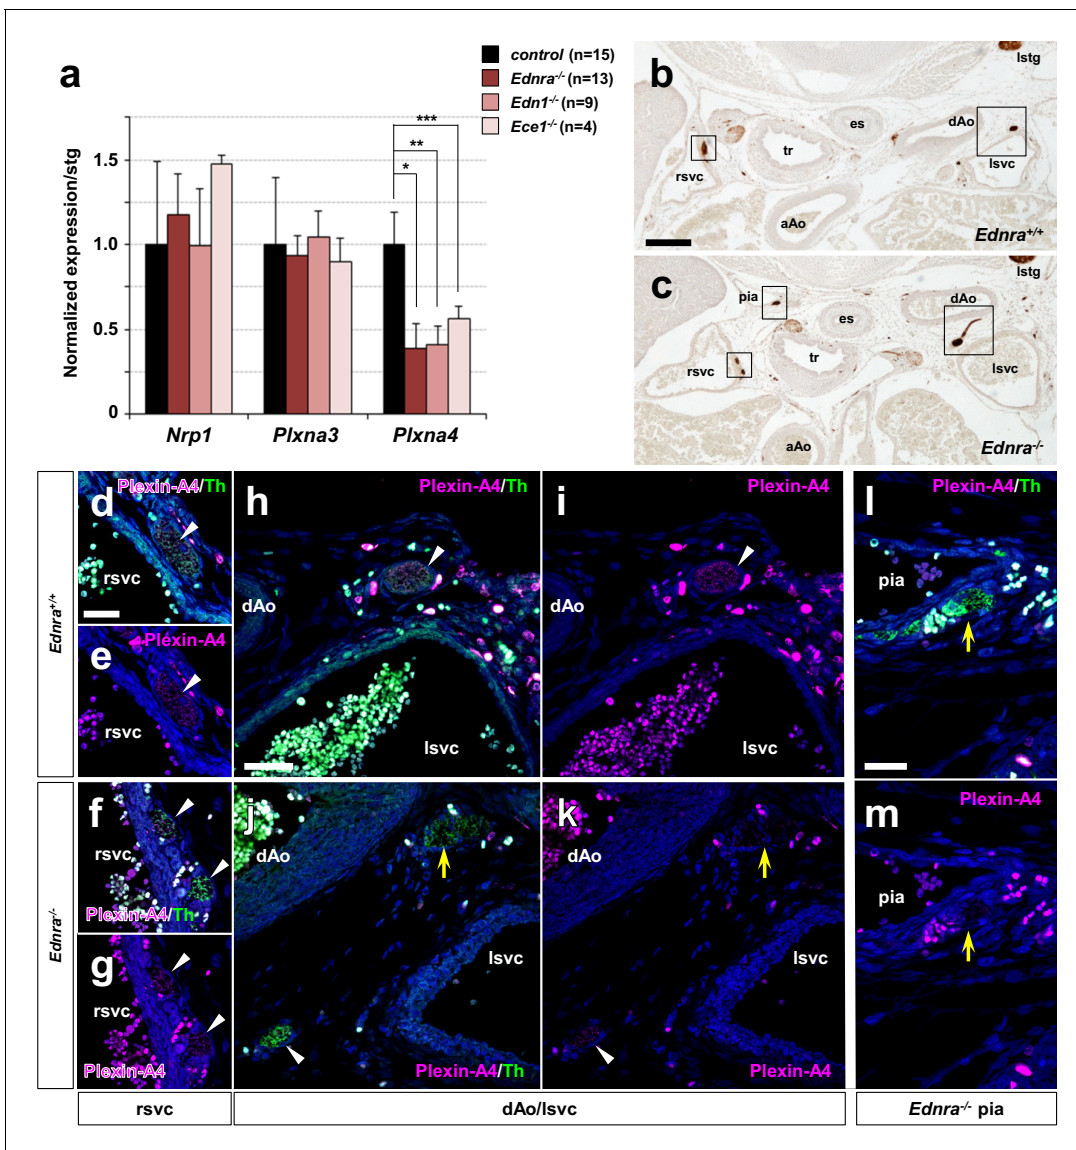 a
control (n=15)
Ednra-/- (n=13)
Edn1-/- (n=9)
Ece1-/- (n=4)
Normalized expression/stg
1.5
1.0
0.5
0
***
**
*
Nrp1
Plxna3
Plxna4
b
lstg
es
dAo
tr
rsvc
lsvc
aAo
Ednra+/+
c
lstg
pia
dAo
es
tr
rsvc
lsvc
aAo
Ednra-/-
Ednra+/+
Ednra-/-
d
Plexin-A4/Th
rsvc
e
Plexin-A4
rsvc
f
rsvc
Plexin-A4/Th
g
rsvc
Plexin-A4
h
Plexin-A4/Th
dAo
lsvc
i
Plexin-A4
dAo
lsvc
j
dAo
lsvc
Plexin-A4/Th
k
dAo
lsvc
Plexin-A4
l
Plexin-A4/Th
pia
m
Plexin-A4
pia
rsvc
dAo/lsvc
Ednra-/- pia